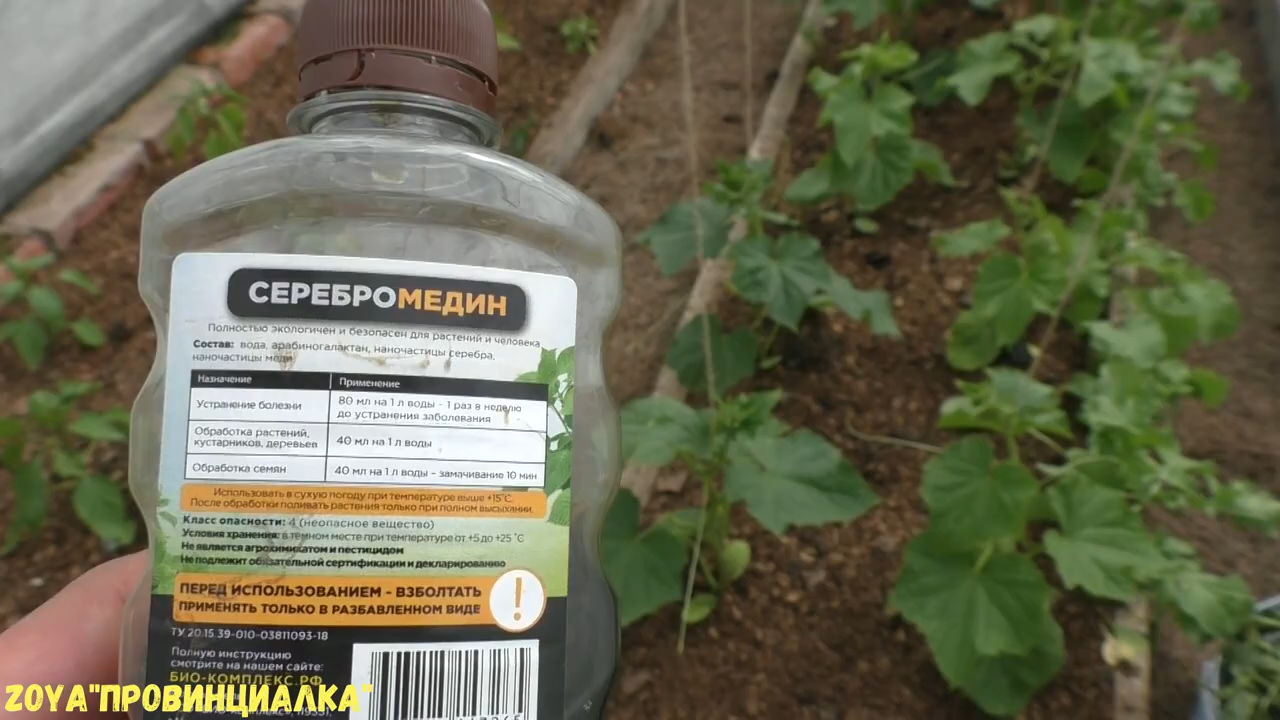 СЕРЕБРОМЕДИН
Полностью экологичен и безопасен для растений и человека
Состав: вода, арабиногалактан, наночастицы серебра,
наночастицы меди
Назначение Применение
Устранение болезни 80 мл на 1 л воды - 1 раз в неделю
до устранения заболевания
Обработка растений,
кустарников, деревьев 40 мл на 1 л воды
Обработка семян 40 мл на 1 л воды – замачивание 10 мин
Использовать в сухую погоду при температуре выше +15°С.
После обработки поливать растения только при полном высыхании.
Класс опасности: 4 (неопасное вещество)
Условия хранения: в темном месте при температуре от +5 до +25 °С
Не является агрохимикатом и пестицидом
Не подлежит обязательной сертификации и декларированию
ПЕРЕД ИСПОЛЬЗОВАНИЕМ - ВЗБОЛТАТЬ
ПРИМЕНЯТЬ ТОЛЬКО В РАЗБАВЛЕННОМ ВИДЕ
!
ТУ 20.15.39-010-03811093-18
Полную инструкцию
смотрите на нашем сайте:
БИО-КОМПЛЕКС.РФ
ZOYA"ПРОВИНЦИАЛКА"